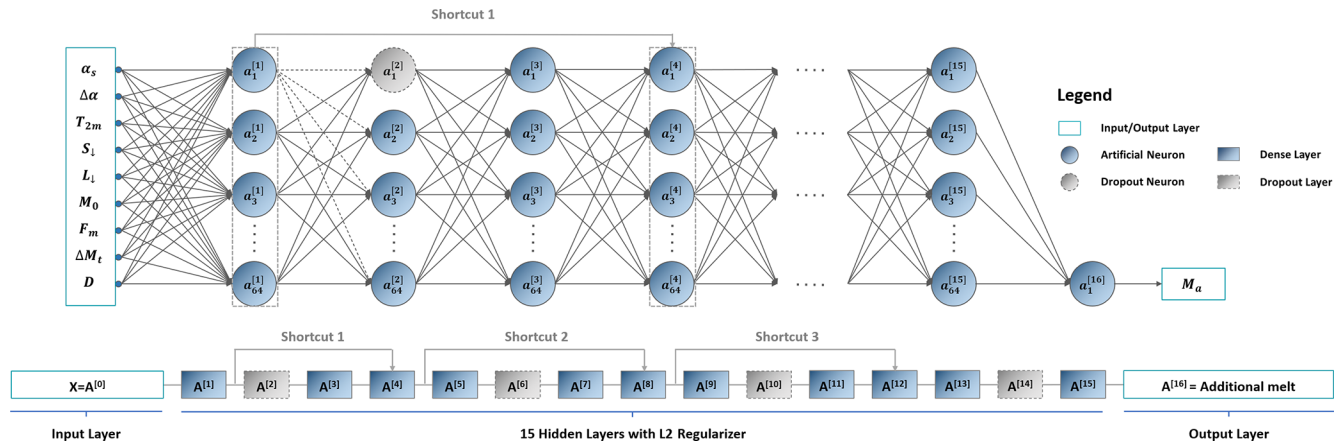 Shortcut 1
α_s
Δα
T_2m
S_↓
L_↓
M_0
F_m
ΔM_t
D
a_1^[1]
a_2^[1]
a_3^[1]
a_64^[1]
a_1^[2]
a_2^[2]
a_3^[2]
a_64^[2]
a_1^[3]
a_2^[3]
a_3^[3]
a_64^[3]
a_1^[4]
a_2^[4]
a_3^[4]
a_64^[4]
a_1^[15]
a_2^[15]
a_3^[15]
a_64^[15]
a_1^[16]
M_a
Legend
Input/Output Layer
Artificial Neuron
Dense Layer
Dropout Neuron
Dropout Layer
Shortcut 1
Shortcut 2
Shortcut 3
X=A^[0]
A^[1]
A^[2]
A^[3]
A^[4]
A^[5]
A^[6]
A^[7]
A^[8]
A^[9]
A^[10]
A^[11]
A^[12]
A^[13]
A^[14]
A^[15]
A^[16] = Additional melt
Input Layer
15 Hidden Layers with L2 Regularizer
Output Layer